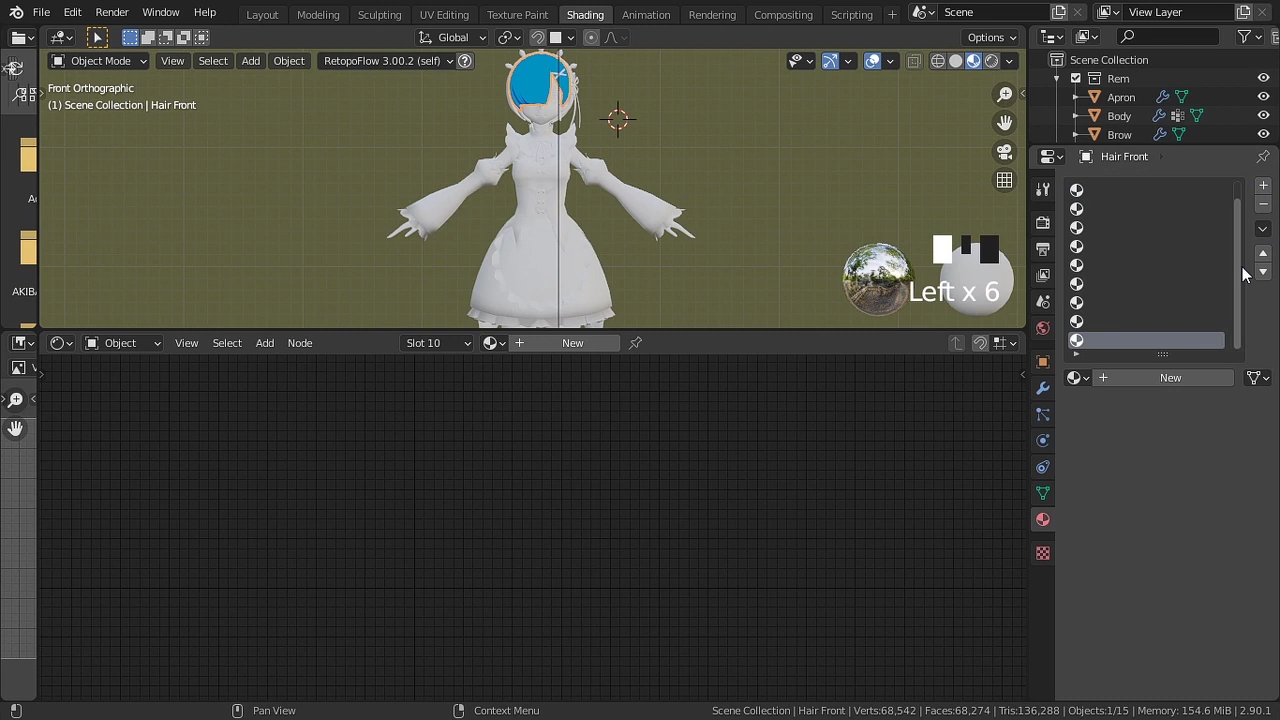 File Edit Render Window Help Layout Modeling Sculpting UV Editing Texture Paint Shading Animation Rendering Compositing Scripting + Scene View Layer
Global Options
Object Mode View Select Add Object Retopoflow 3.00.2 (self) Scene Collection
Front Orthographic Rem
(1) Scene Collection | Hair Front Apron
Body
Brow
Hair Front
AKIBA
Left x 6
Object View Select Add Node Slot 10 + New
+ New
Pan View Context Menu Scene Collection | Hair Front | Verts:68,542 | Faces:68,274 | Tris:136,288 | Objects:1/15 | Memory: 154.6 MiB | 2.90.1